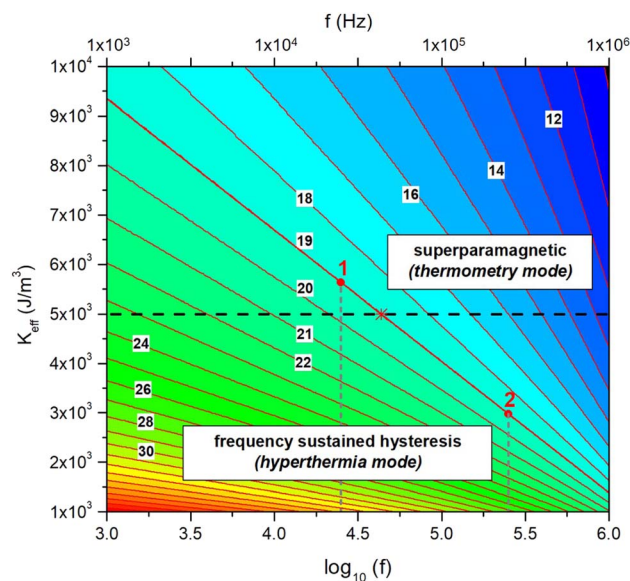 f (Hz)
1x10³ 1x10⁴ 1x10⁵ 1x10⁶
1x10⁴
9x10³
8x10³
7x10³
6x10³
5x10³
4x10³
3x10³
2x10³
1x10³
K_eff (J/m³)
12
14
16
18
19
20
21
22
24
26
28
30
1
2
superparamagnetic
(thermometry mode)
frequency sustained hysteresis
(hyperthermia mode)
3.0 3.5 4.0 4.5 5.0 5.5 6.0
log₁₀ (f)